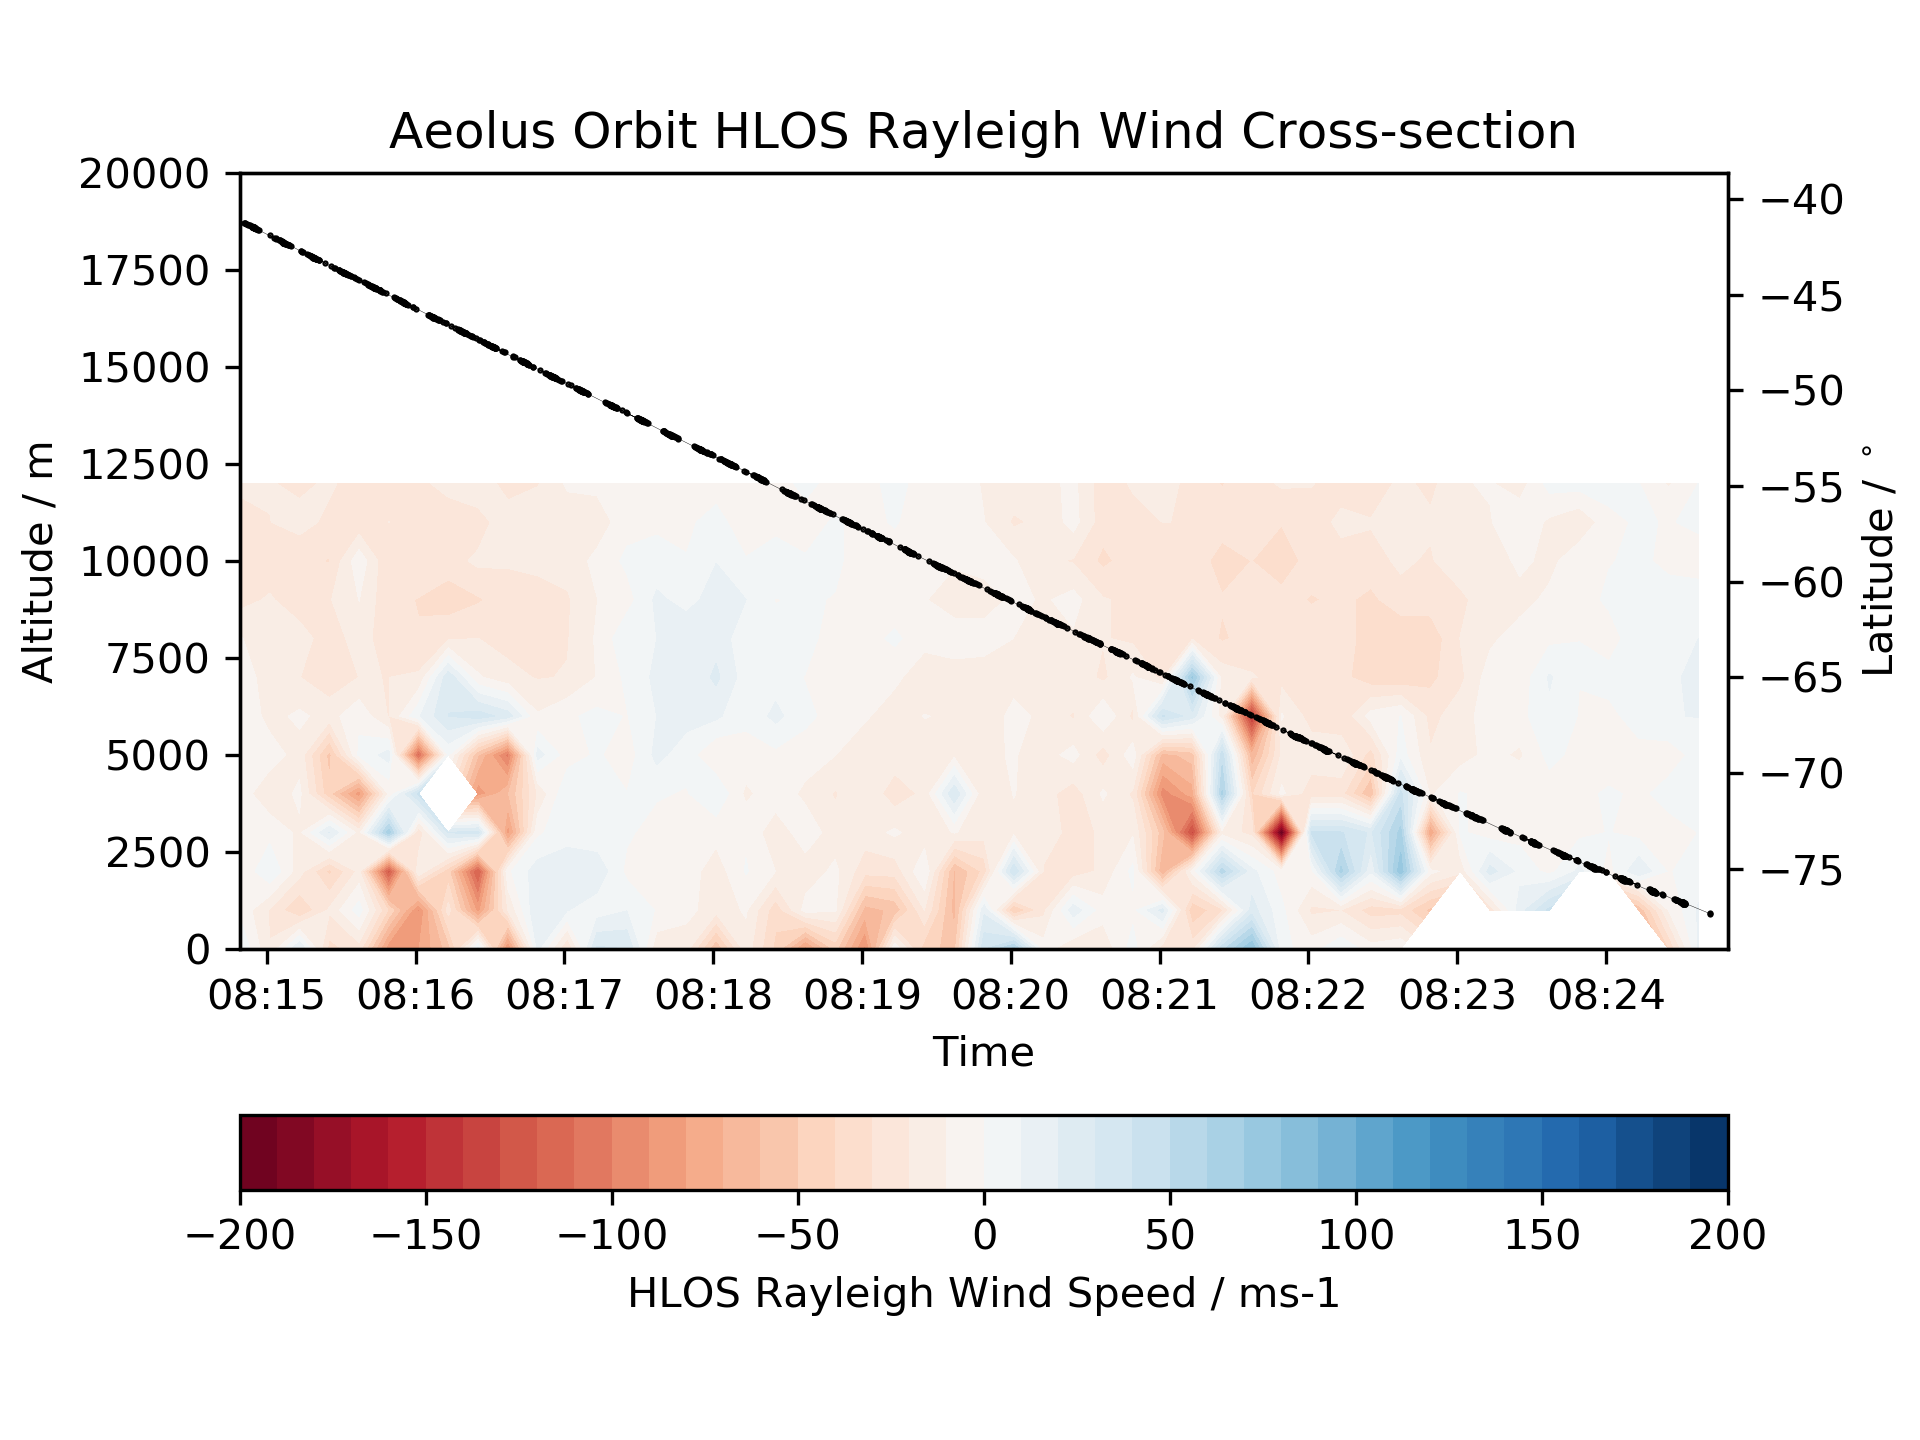 Aeolus Orbit HLOS Rayleigh Wind Cross-section
20000
17500
15000
12500
10000
7500
5000
2500
0
Altitude / m
−40
−45
−50
−55
−60
−65
−70
−75
Latitude / °
08:15 08:16 08:17 08:18 08:19 08:20 08:21 08:22 08:23 08:24
Time
−200 −150 −100 −50 0 50 100 150 200
HLOS Rayleigh Wind Speed / ms-1